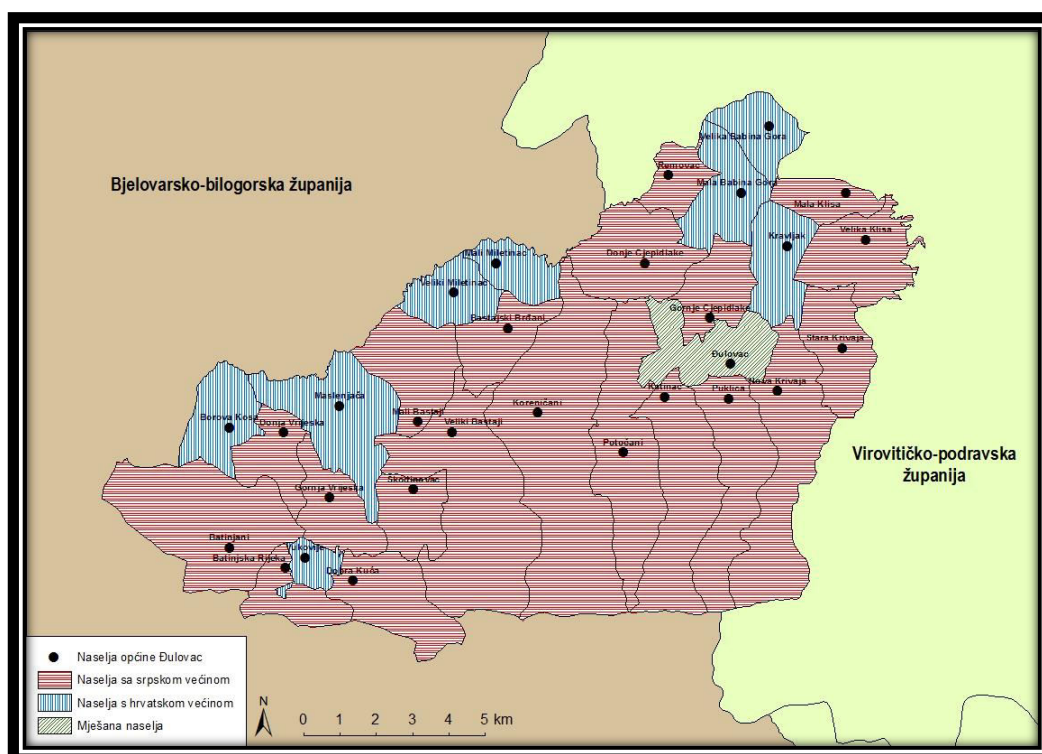 Velika Babina Gora
Bjelovarsko-bilogorska županija
Removac
Mala Babina Gora
Mala Klisa
Velika Klisa
Kravljak
Mali Miletinac
Donje Cjepidlake
Veliki Miletinac
Gornje Cjepidlake
Bastajski Brđani
Stara Krivaja
Đulovac
Nova Krivaja
Katinac
Puklica
Maslenjača
Koreničani
Borova Kosa
Donja Vrijeska
Mali Bastaji
Veliki Bastaji
Potočani
Virovitičko-podravska
županija
Škodinovac
Gornja Vrijeska
Batinjani
Vukovije
Batinjska Rijeka
Dobra Kuća
Naselja općine Đulovac
Naselja sa srpskom većinom
Naselja s hrvatskom većinom
Mješana naselja
N
0 1 2 3 4 5 km